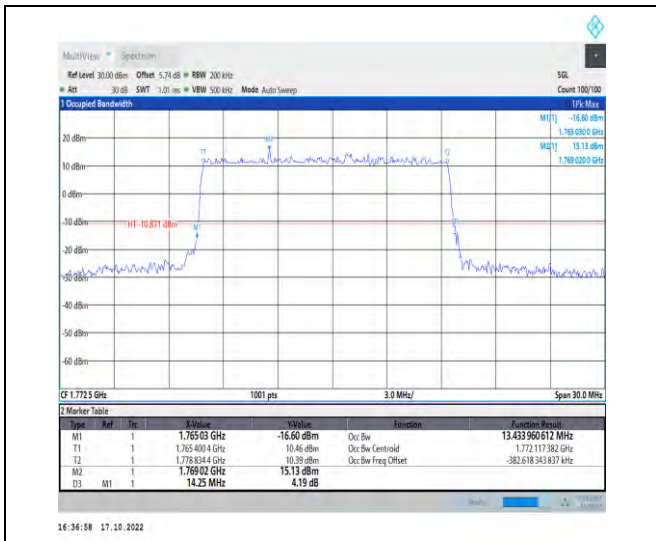 MultiView Spectrum
Ref Level 30.00 dBm Offset 5.74 dB RBW 200 kHz SGL
Att 30 dB SWT 1.01 ms VBW 500 kHz Mode Auto Sweep Count 100/100
1 Occupied Bandwidth 1Pk Max
M1[1] -16.60 dBm
1.765 030 0 GHz
M2[1] 15.13 dBm
1.769 020 0 GHz
20 dBm
T1 M2 T2
10 dBm
0 dBm
-10 dBm
H1 -10.871 dBm
M1
-20 dBm
-30 dBm
-40 dBm
-50 dBm
-60 dBm
CF 1.772 5 GHz 1001 pts 3.0 MHz/ Span 30.0 MHz
2 Marker Table
Type Ref Trc X-Value Y-Value Function Function Result
M1 1 1.765 03 GHz -16.60 dBm Occ Bw 13.433 960 612 MHz
T1 1 1.765 400 4 GHz 10.46 dBm Occ Bw Centroid 1.772 117 382 GHz
T2 1 1.778 834 4 GHz 10.39 dBm Occ Bw Freq Offset -382.618 343 837 kHz
M2 1 1.769 02 GHz 15.13 dBm
D3 M1 1 14.25 MHz 4.19 dB
16:36:58 17.10.2022